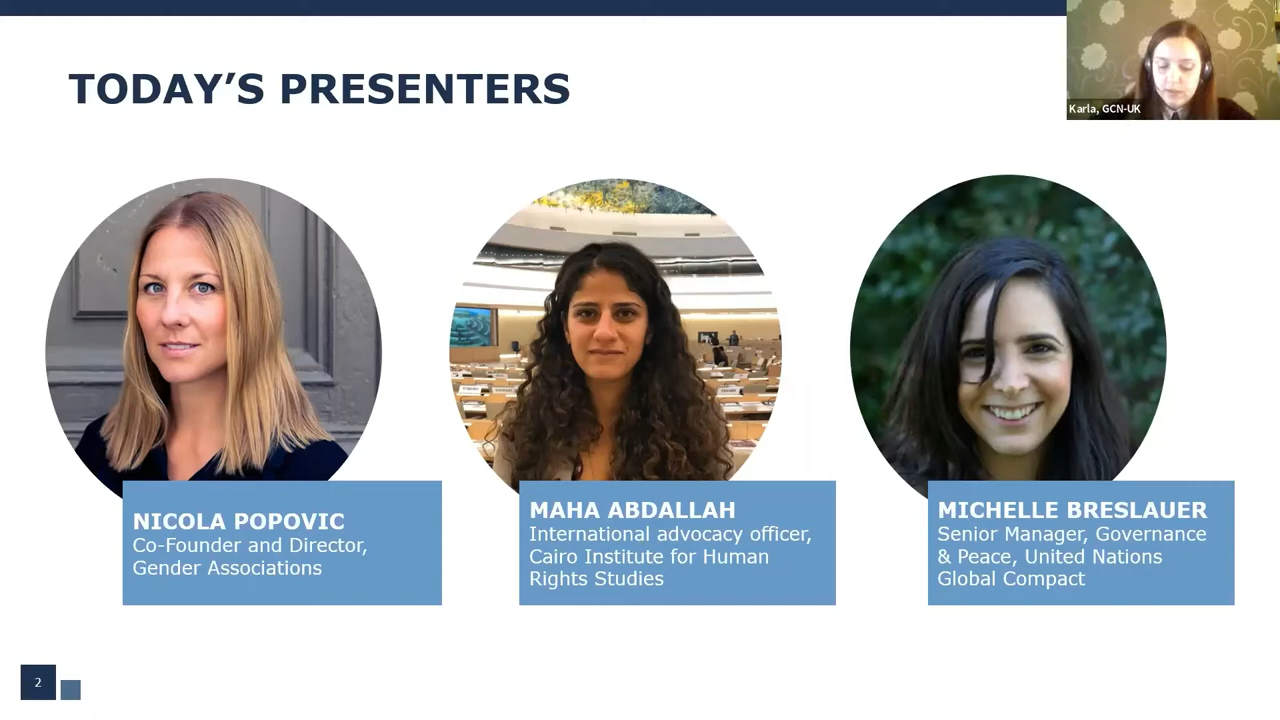 TODAY’S PRESENTERS
Karla, GCN-UK
NICOLA POPOVIC
Co-Founder and Director,
Gender Associations
MAHA ABDALLAH
International advocacy officer,
Cairo Institute for Human
Rights Studies
MICHELLE BRESLAUER
Senior Manager, Governance
& Peace, United Nations
Global Compact
2